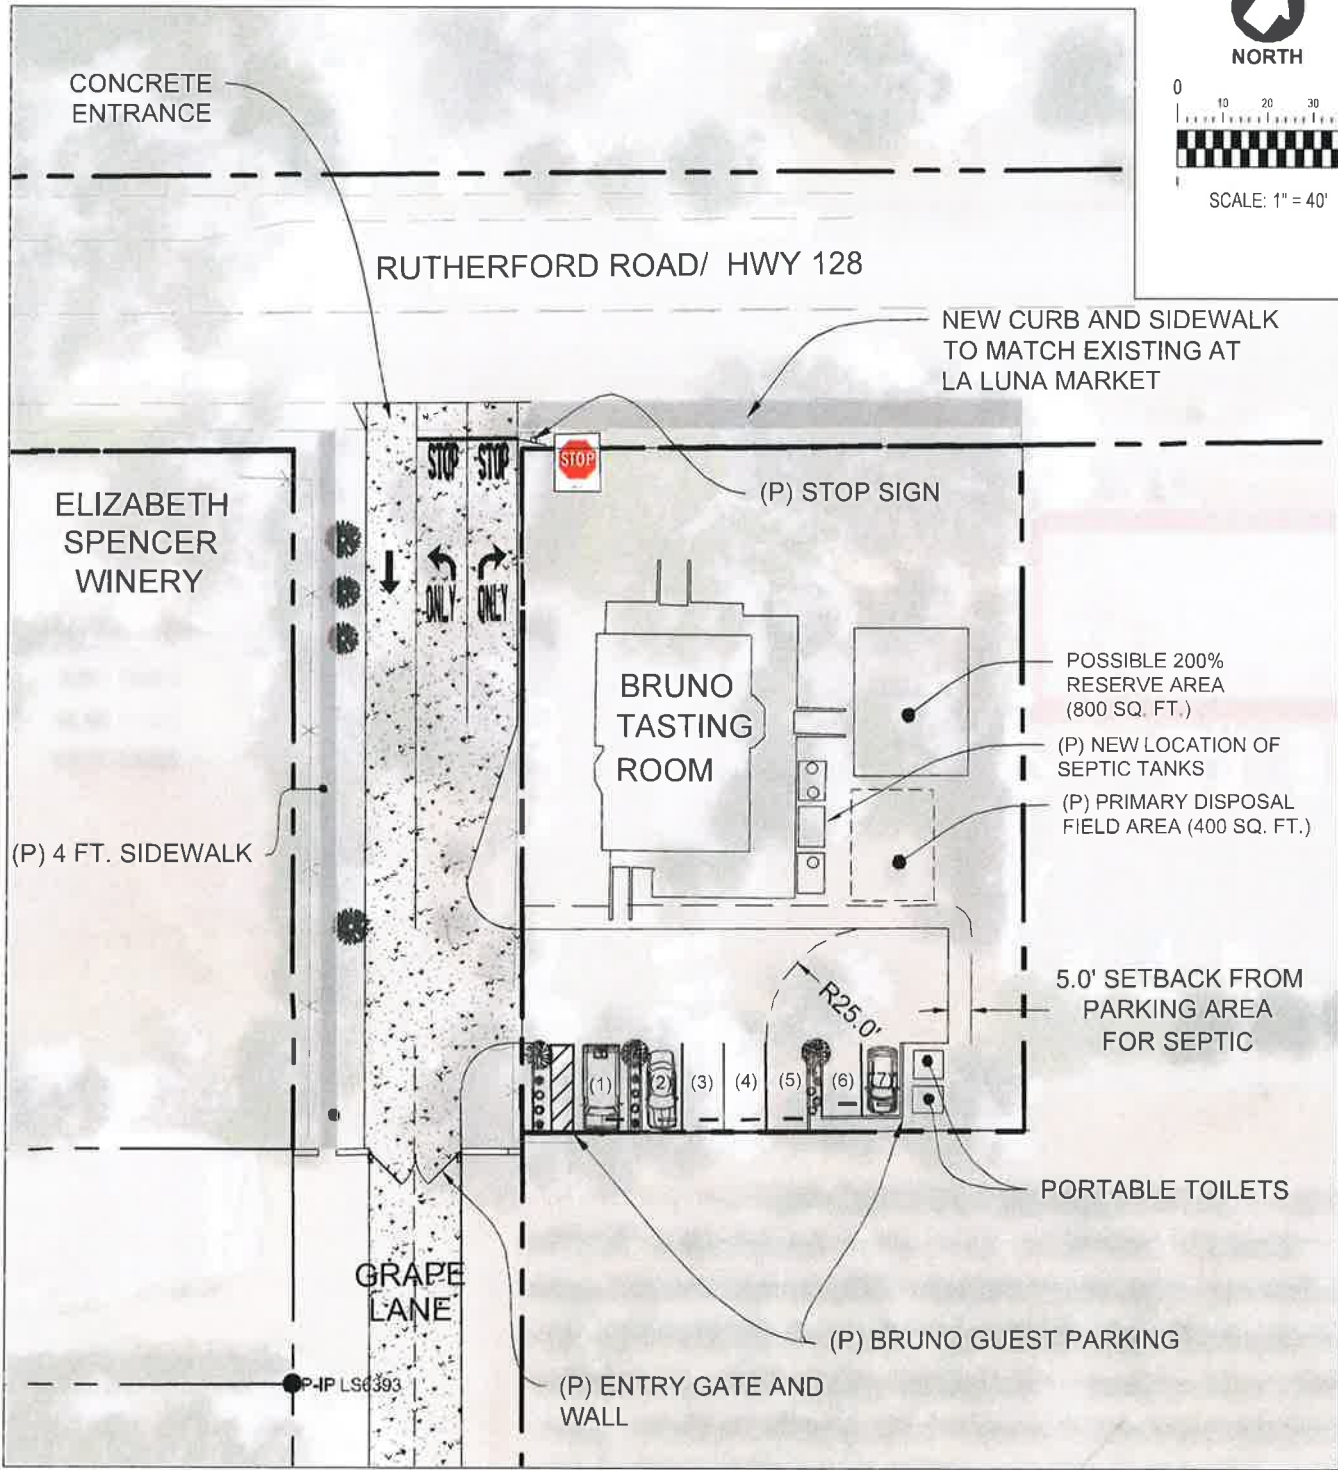 NORTH
0
10 20 30
SCALE: 1" = 40'
CONCRETE
ENTRANCE
RUTHERFORD ROAD/ HWY 128
NEW CURB AND SIDEWALK
TO MATCH EXISTING AT
LA LUNA MARKET
STOP STOP
STOP
(P) STOP SIGN
ELIZABETH
SPENCER
WINERY
ONLY ONLY
BRUNO
TASTING
ROOM
POSSIBLE 200%
RESERVE AREA
(800 SQ. FT.)
(P) NEW LOCATION OF
SEPTIC TANKS
(P) PRIMARY DISPOSAL
FIELD AREA (400 SQ. FT.)
(P) 4 FT. SIDEWALK
R25.0'
5.0' SETBACK FROM
PARKING AREA
FOR SEPTIC
(1) (2) (3) (4) (5) (6) (7)
PORTABLE TOILETS
GRAPE
LANE
(P) BRUNO GUEST PARKING
P-IP LS6393
(P) ENTRY GATE AND
WALL